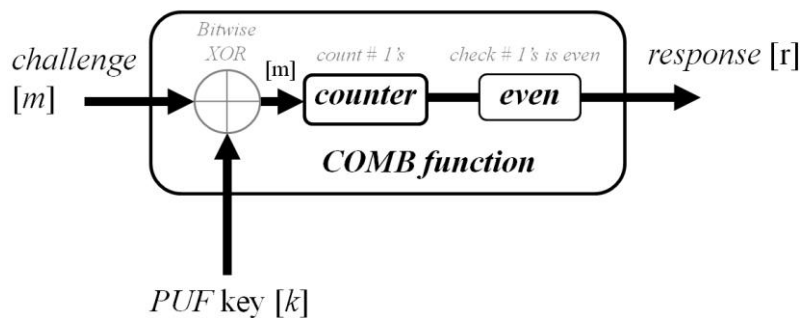 Bitwise
XOR
count # 1's
check # 1's is even
challenge
[m]
[m]
counter
even
response [r]
COMB function
PUF key [k]